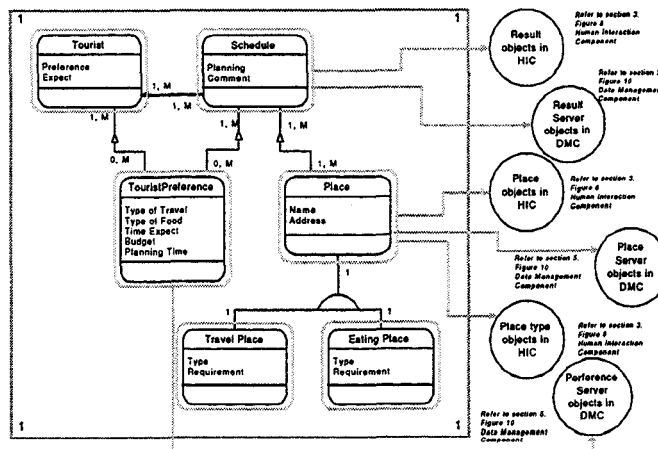 1
1
Tourist
Preference
Expect
Schedule
Planning
Comment
1, M
1, M
1, M
1, M
1, M
0, M
0, M
1, M
TouristPreference
Type of Travel
Type of Food
Time Expect
Budget
Planning Time
Place
Name
Address
1
1
1
Travel Place
Type
Requirement
Eating Place
Type
Requirement
1
1
Result
objects in
HIC
Refer to section 3.
Figure 8
Human Interaction
Component
Refer to section
Figure 10
Data Management
Component
Result
Server
objects in
DMC
Place
objects in
HIC
Refer to section 3.
Figure
Human Interaction
Component
Refer to section 5.
Figure 10
Data Management
Component
Place
Server
objects in
DMC
Place type
objects in
HIC
Refer to section 3.
Figure
Human Interaction
Component
Perference
Server
objects in
DMC
Refer to section 5.
Figure 10
Data Management
Component